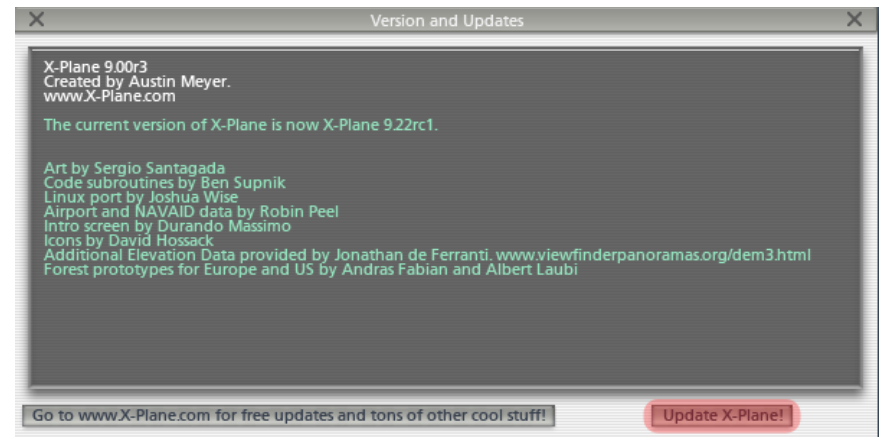 Version and Updates
X-Plane 9.00r3
Created by Austin Meyer.
www.X-Plane.com
The current version of X-Plane is now X-Plane 9.22rc1.
Art by Sergio Santagada
Code subroutines by Ben Supnik
Linux port by Joshua Wise
Airport and NAVAID data by Robin Peel
Intro screen by Durando Massimo
Icons by David Hossack
Additional Elevation Data provided by Jonathan de Ferranti. www.viewfinderpanoramas.org/dem3.html
Forest prototypes for Europe and US by Andras Fabian and Albert Laubi
Go to www.X-Plane.com for free updates and tons of other cool stuff!
Update X-Plane!